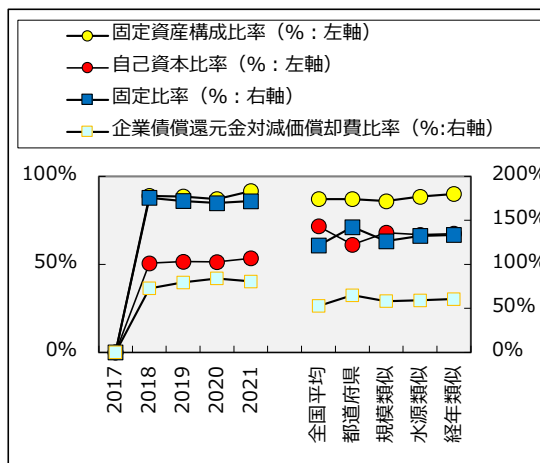 固定資産構成比率(%:左軸)
自己資本比率(%:左軸)
固定比率(%:右軸)
企業債償還元金対減価償却費比率(%:右軸)
100% 200%
150%
50% 100%
50%
0% 0%
2017 2018 2019 2020 2021 全国平均 都道府県 規模類似 水源類似 経年類似